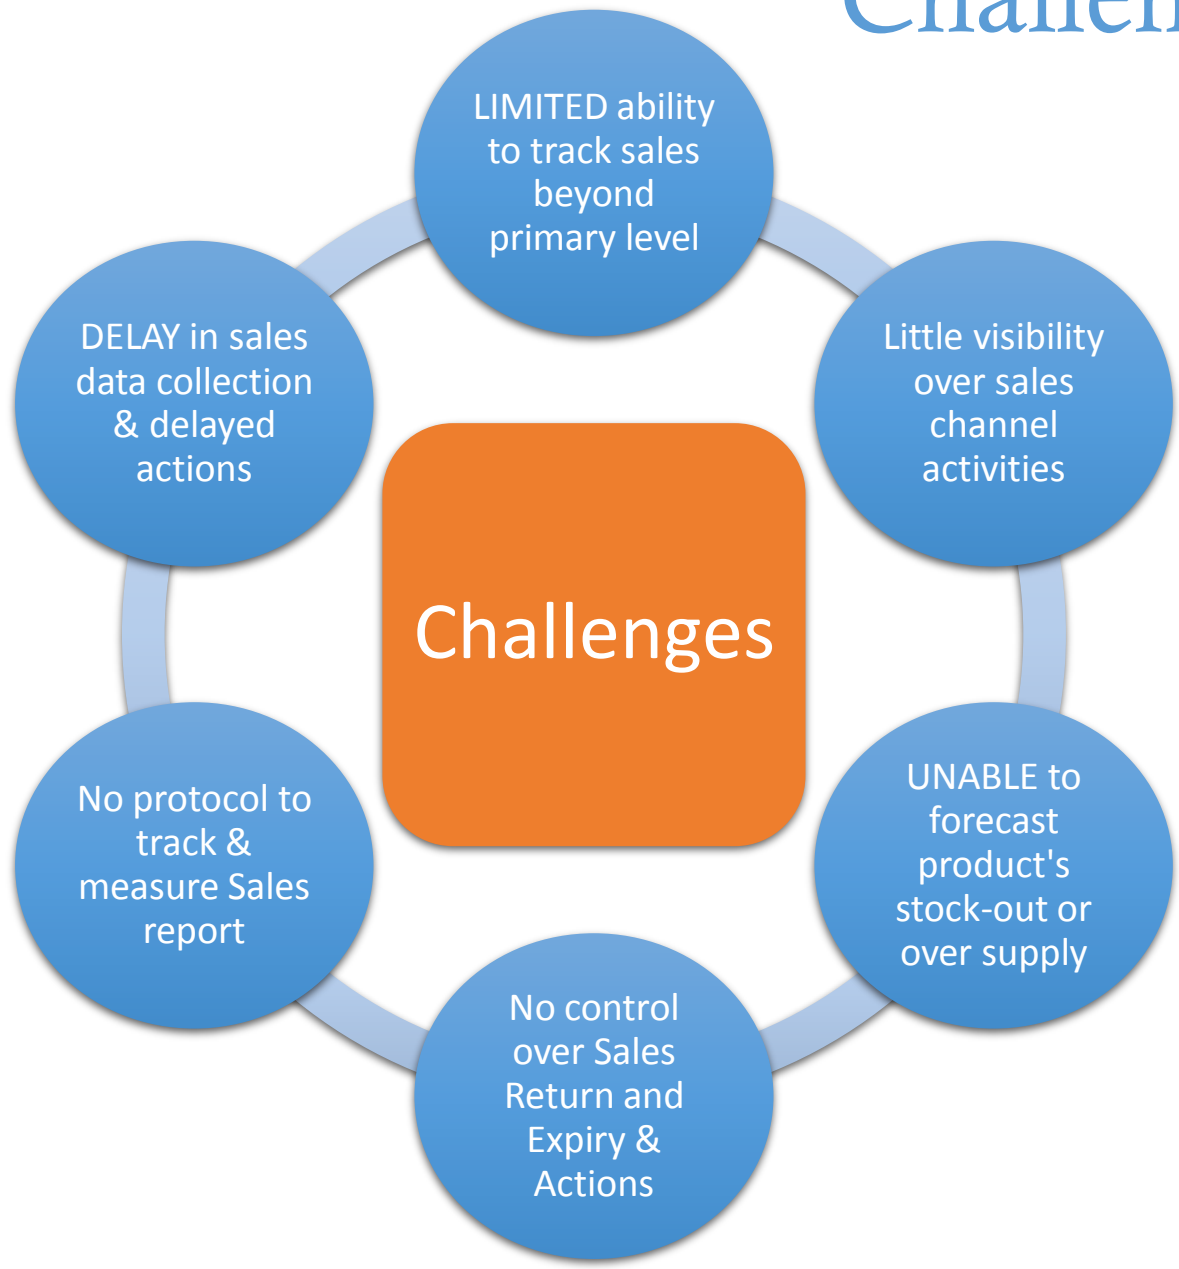 LIMITED ability
to track sales
beyond
primary level
Little visibility
over sales
channel
activities
UNABLE to
forecast
product's
stock-out or
over supply
No control
over Sales
Return and
Expiry &
Actions
No protocol to
track &
measure Sales
report
DELAY in sales
data collection
& delayed
actions
Challenges